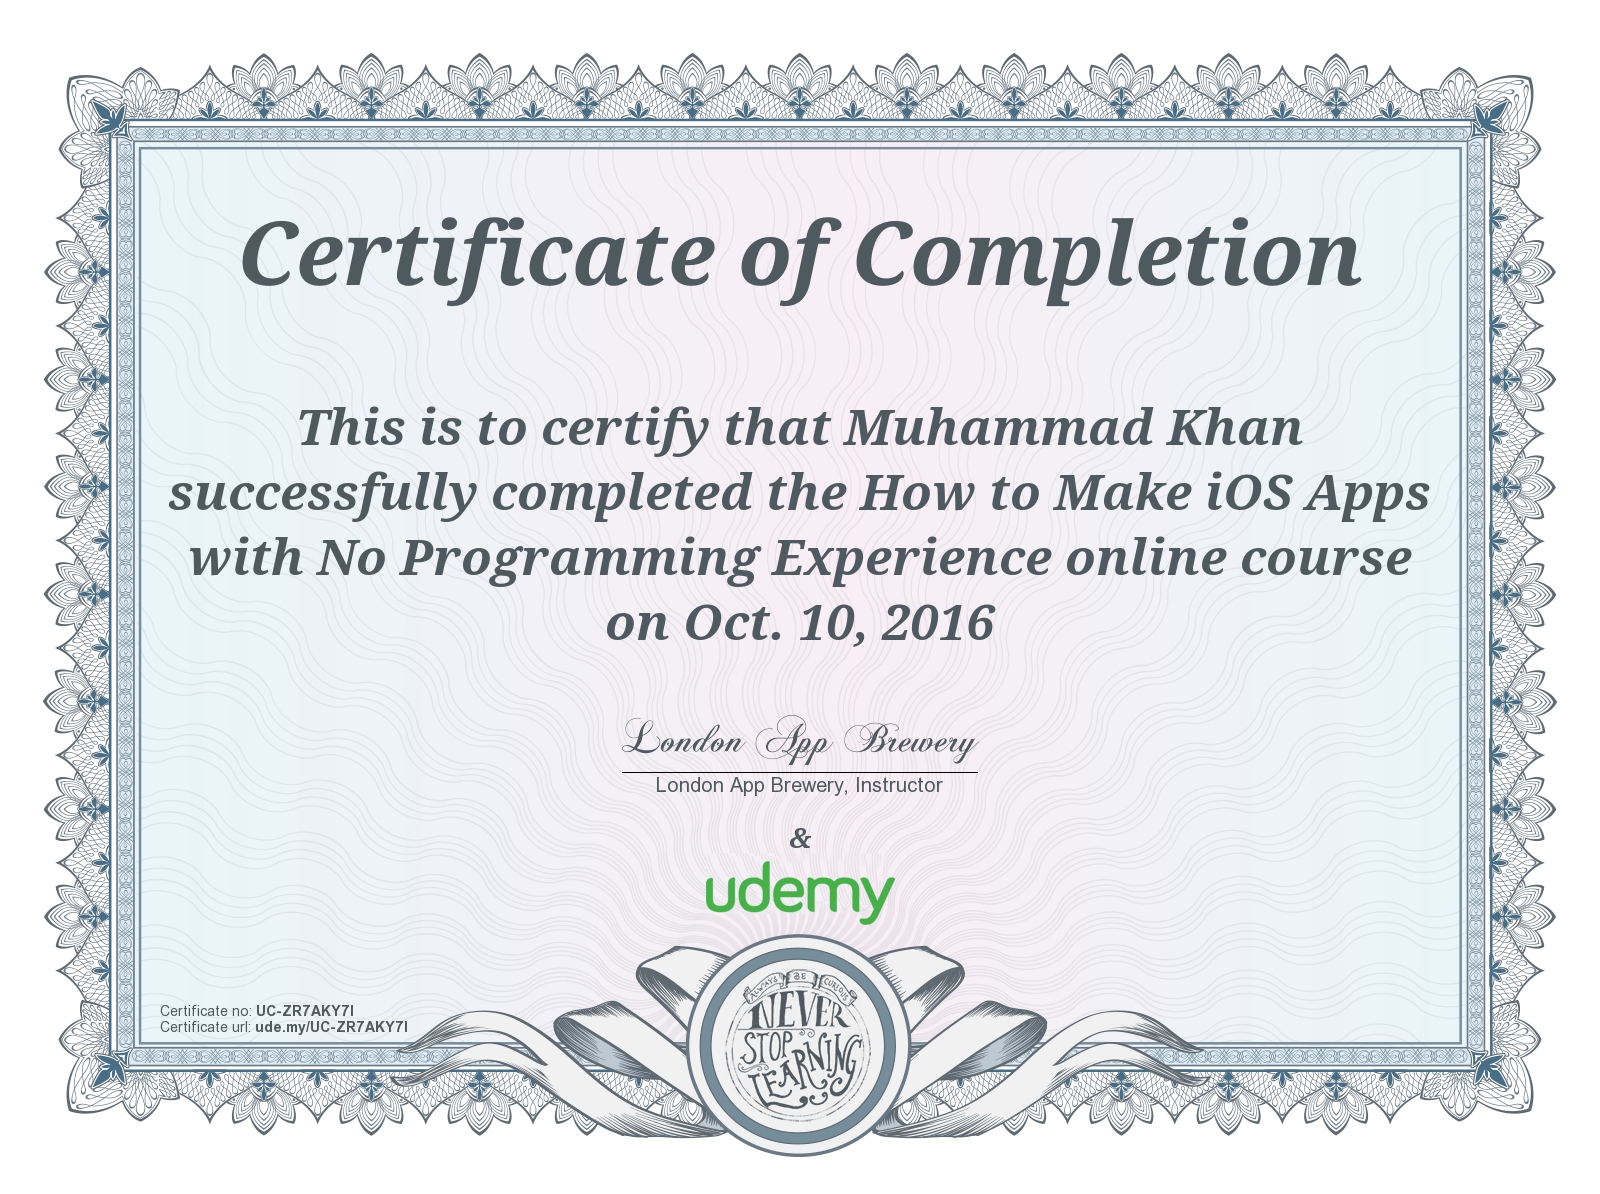 Certificate of Completion
This is to certify that Muhammad Khan
successfully completed the How to Make iOS Apps
with No Programming Experience online course
on Oct. 10, 2016
London App Brewery
London App Brewery, Instructor
&
udemy
Certificate no: UC-ZR7AKY7I
Certificate url: ude.my/UC-ZR7AKY7I
ALWAYS BE CURIOUS
NEVER
STOP
LEARNING